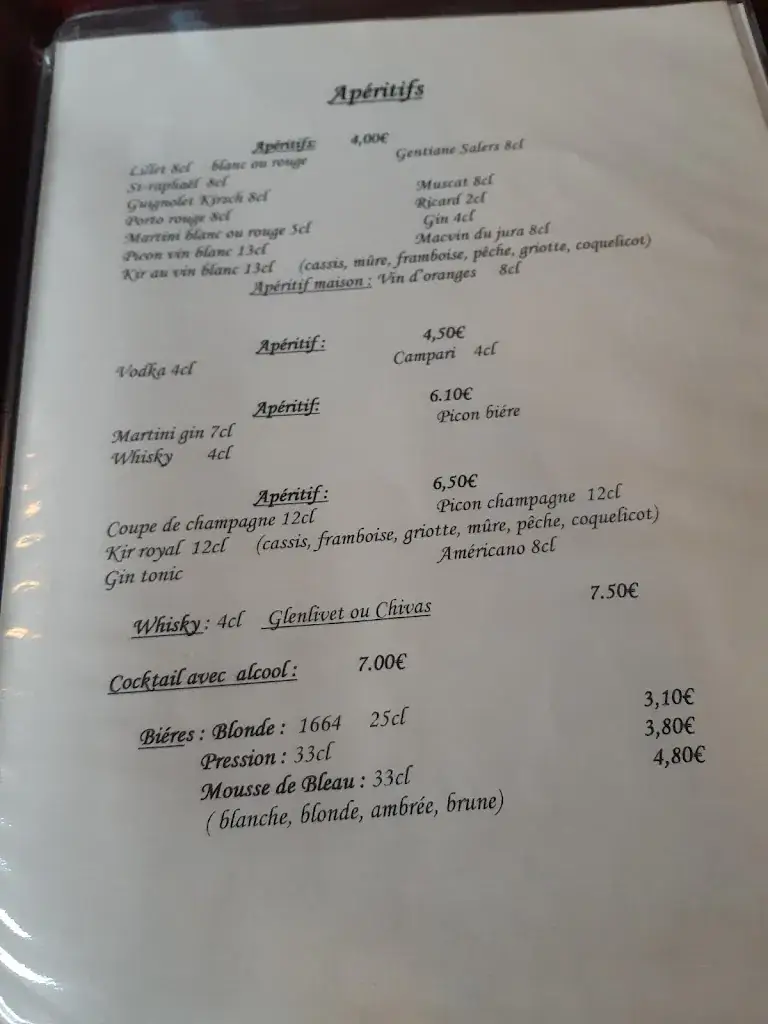 Apéritifs
Apéritifs 4,00€
Lillet 8cl blanc ou rouge Gentiane Salers 8cl
St-raphaël 8cl
Guignolet Kirsch 8cl Muscat 8cl
Porto rouge 8cl Ricard 2cl
Martini blanc ou rouge 5cl Gin 4cl
Picon vin blanc 13cl Macvin du jura 8cl
Kir au vin blanc 13cl (cassis, mûre, framboise, pêche, griotte, coquelicot)
Apéritif maison : Vin d'oranges 8cl
Apéritif : 4,50€
Vodka 4cl Campari 4cl
Apéritif: 6.10€
Martini gin 7cl Picon biére
Whisky 4cl
Apéritif : 6,50€
Coupe de champagne 12cl Picon champagne 12cl
Kir royal 12cl (cassis, framboise, griotte, mûre, pêche, coquelicot)
Gin tonic Américano 8cl
Whisky : 4cl Glenlivet ou Chivas 7.50€
Cocktail avec alcool : 7.00€
Biéres : Blonde : 1664 25cl 3,10€
Pression : 33cl 3,80€
Mousse de Bleau : 33cl 4,80€
( blanche, blonde, ambrée, brune)